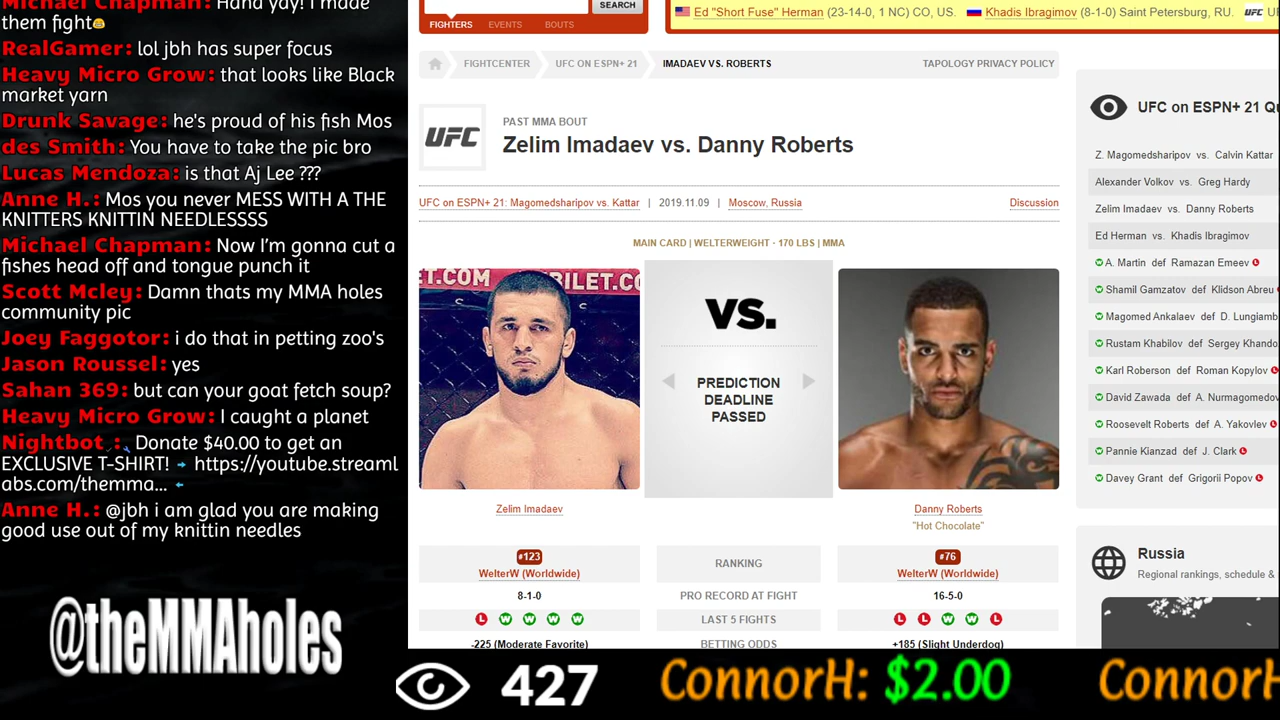 Michael Chapman: Hand yay! I made
them fight
RealGamer: lol jbh has super focus
Heavy Micro Grow: that looks like Black
market yarn
Drunk Savage: he's proud of his fish Mos
des Smith: You have to take the pic bro
Lucas Mendoza: is that Aj Lee ???
Anne H.: Mos you never MESS WITH A THE
KNITTERS KNITTIN NEEDLESSSS
Michael Chapman: Now I'm gonna cut a
fishes head off and tongue punch it
Scott Mcley: Damn thats my MMA holes
community pic
Joey Faggotor: i do that in petting zoo's
Jason Roussel: yes
Sahan 369: but can your goat fetch soup?
Heavy Micro Grow: I caught a planet
Nightbot : Donate $40.00 to get an
EXCLUSIVE T-SHIRT! → https://youtube.streaml
abs.com/themma... ←
Anne H.: @jbh i am glad you are making
good use out of my knittin needles
@theMMAholes
SEARCH
FIGHTERS EVENTS BOUTS
Ed "Short Fuse" Herman (23-14-0, 1 NC) CO, US. Khadis Ibragimov (8-1-0) Saint Petersburg, RU. UFC
FIGHTCENTER UFC ON ESPN+ 21 IMADAEV VS. ROBERTS TAPOLOGY PRIVACY POLICY
UFC
PAST MMA BOUT
Zelim Imadaev vs. Danny Roberts
UFC on ESPN+ 21: Magomedsharipov vs. Kattar | 2019.11.09 | Moscow, Russia Discussion
MAIN CARD | WELTERWEIGHT · 170 LBS | MMA
T.COM BILET.CO
VS.
PREDICTION
DEADLINE
PASSED
Zelim Imadaev
Danny Roberts
"Hot Chocolate"
#123 RANKING #76
WelterW (Worldwide) WelterW (Worldwide)
8-1-0 PRO RECORD AT FIGHT 16-5-0
L W W W W LAST 5 FIGHTS L L W W L
-225 (Moderate Favorite) BETTING ODDS +185 (Slight Underdog)
UFC on ESPN+ 21
Z. Magomedsharipov vs. Calvin Kattar
Alexander Volkov vs. Greg Hardy
Zelim Imadaev vs. Danny Roberts
Ed Herman vs. Khadis Ibragimov
W A. Martin def Ramazan Emeev L
W Shamil Gamzatov def Klidson Abreu
W Magomed Ankalaev def D. Lungiamb
W Rustam Khabilov def Sergey Khando
W Karl Roberson def Roman Kopylov L
W David Zawada def A. Nurmagomedov
W Roosevelt Roberts def A. Yakovlev L
W Pannie Kianzad def J. Clark L
W Davey Grant def Grigorii Popov L
Russia
Regional rankings, schedule &
427 ConnorH: $2.00 ConnorH